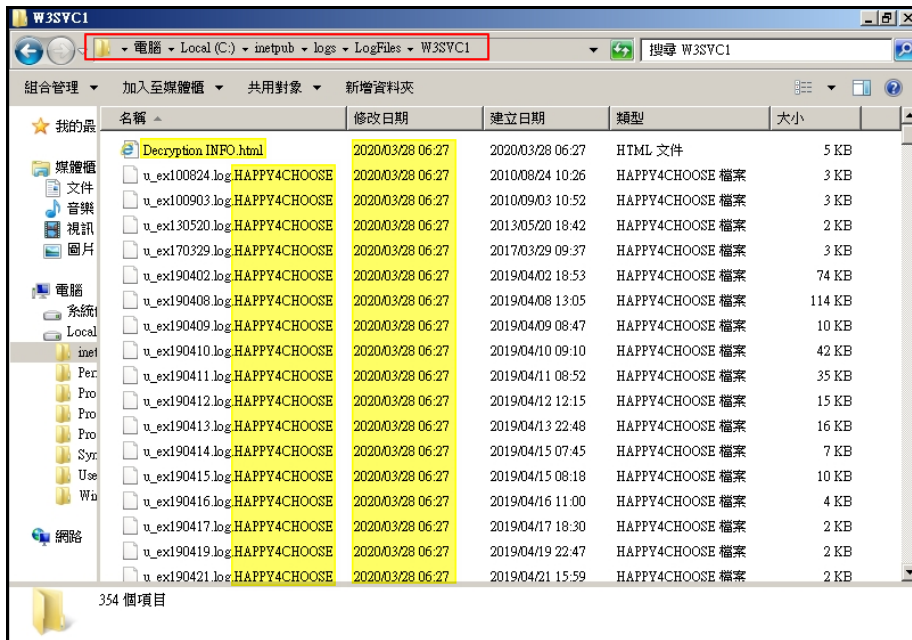 W3SVC1
電腦 Local (C:) inetpub logs LogFiles W3SVC1 搜尋 W3SVC1
組合管理 加入至媒體櫃 共用對象 新增資料夾
名稱 修改日期 建立日期 類型 大小
我的最
媒體櫃
文件
音樂
視訊
圖片
電腦
系統
Local
inet
Per
Pro
Pro
Pro
Syn
Use
Win
網路
Decryption INFO.html 2020/03/28 06:27 2020/03/28 06:27 HTML 文件 5 KB
u_ex100824.log.HAPPY4CHOOSE 2020/03/28 06:27 2010/08/24 10:26 HAPPY4CHOOSE 檔案 3 KB
u_ex100903.log.HAPPY4CHOOSE 2020/03/28 06:27 2010/09/03 10:52 HAPPY4CHOOSE 檔案 3 KB
u_ex130520.log.HAPPY4CHOOSE 2020/03/28 06:27 2013/05/20 18:42 HAPPY4CHOOSE 檔案 2 KB
u_ex170329.log.HAPPY4CHOOSE 2020/03/28 06:27 2017/03/29 09:37 HAPPY4CHOOSE 檔案 3 KB
u_ex190402.log.HAPPY4CHOOSE 2020/03/28 06:27 2019/04/02 18:53 HAPPY4CHOOSE 檔案 74 KB
u_ex190408.log.HAPPY4CHOOSE 2020/03/28 06:27 2019/04/08 13:05 HAPPY4CHOOSE 檔案 114 KB
u_ex190409.log.HAPPY4CHOOSE 2020/03/28 06:27 2019/04/09 08:47 HAPPY4CHOOSE 檔案 10 KB
u_ex190410.log.HAPPY4CHOOSE 2020/03/28 06:27 2019/04/10 09:10 HAPPY4CHOOSE 檔案 42 KB
u_ex190411.log.HAPPY4CHOOSE 2020/03/28 06:27 2019/04/11 08:52 HAPPY4CHOOSE 檔案 35 KB
u_ex190412.log.HAPPY4CHOOSE 2020/03/28 06:27 2019/04/12 12:15 HAPPY4CHOOSE 檔案 15 KB
u_ex190413.log.HAPPY4CHOOSE 2020/03/28 06:27 2019/04/13 22:48 HAPPY4CHOOSE 檔案 16 KB
u_ex190414.log.HAPPY4CHOOSE 2020/03/28 06:27 2019/04/15 07:45 HAPPY4CHOOSE 檔案 7 KB
u_ex190415.log.HAPPY4CHOOSE 2020/03/28 06:27 2019/04/15 08:18 HAPPY4CHOOSE 檔案 10 KB
u_ex190416.log.HAPPY4CHOOSE 2020/03/28 06:27 2019/04/16 11:00 HAPPY4CHOOSE 檔案 4 KB
u_ex190417.log.HAPPY4CHOOSE 2020/03/28 06:27 2019/04/17 18:30 HAPPY4CHOOSE 檔案 2 KB
u_ex190419.log.HAPPY4CHOOSE 2020/03/28 06:27 2019/04/19 22:47 HAPPY4CHOOSE 檔案 2 KB
u_ex190421.log.HAPPY4CHOOSE 2020/03/28 06:27 2019/04/21 15:59 HAPPY4CHOOSE 檔案 2 KB
354 個項目